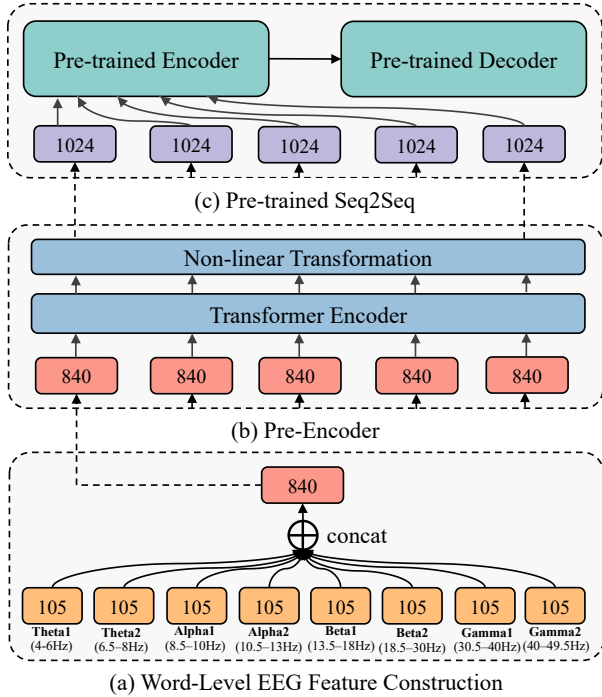 Pre-trained Encoder
Pre-trained Decoder
1024 1024 1024 1024 1024
(c) Pre-trained Seq2Seq
Non-linear Transformation
Transformer Encoder
840 840 840 840 840
(b) Pre-Encoder
840
concat
105 105 105 105 105 105 105 105
Theta1 Theta2 Alpha1 Alpha2 Beta1 Beta2 Gamma1 Gamma2
(4-6Hz) (6.5–8Hz) (8.5–10Hz) (10.5–13Hz) (13.5–18Hz) (18.5–30Hz) (30.5–40Hz) (40–49.5Hz)
(a) Word-Level EEG Feature Construction